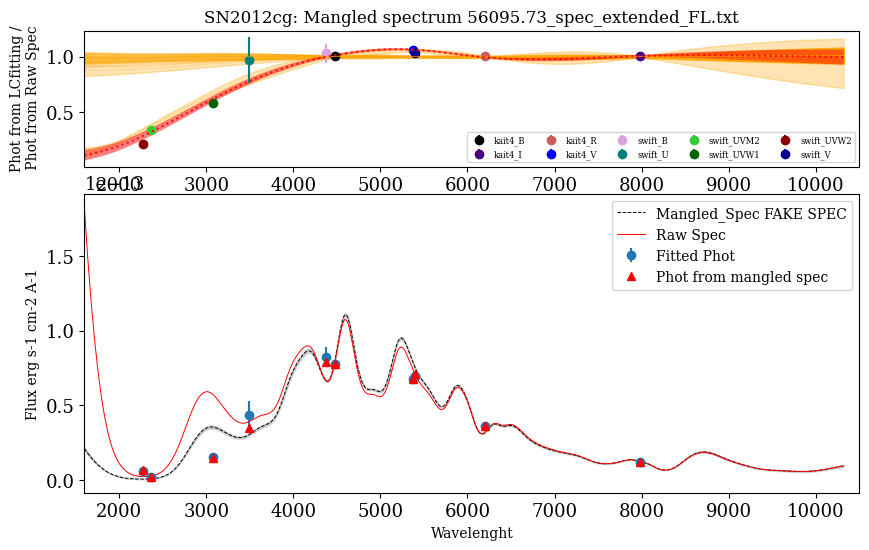 SN2012cg: Mangled spectrum 56095.73_spec_extended_FL.txt
Phot from LCfitting /
Phot from Raw Spec
1.0
0.5
kait4_B
kait4_R
swift_B
swift_UVM2
swift_UVW2
kait4_I
kait4_V
swift_U
swift_UVW1
swift_V
2000 3000 4000 5000 6000 7000 8000 9000 10000
1e−13
Flux erg s-1 cm-2 A-1
1.5
1.0
0.5
0.0
Mangled_Spec FAKE SPEC
Raw Spec
Fitted Phot
Phot from mangled spec
2000 3000 4000 5000 6000 7000 8000 9000 10000
Wavelenght